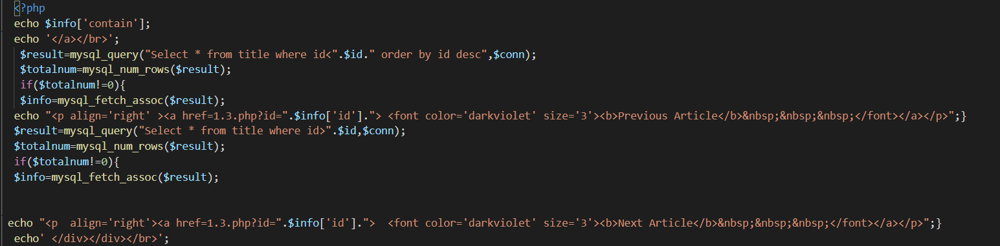 <?php
echo $info['contain'];
echo '</a></br>';
$result=mysql_query("Select * from title where id<".$id." order by id desc",$conn);
$totalnum=mysql_num_rows($result);
if($totalnum!=0){
$info=mysql_fetch_assoc($result);
echo "<p align='right' ><a href=1.3.php?id=".$info['id']."> <font color='darkviolet' size='3'><b>Previous Article</b>&nbsp;&nbsp;&nbsp;</font></a></p>";}
$result=mysql_query("Select * from title where id>".$id,$conn);
$totalnum=mysql_num_rows($result);
if($totalnum!=0){
$info=mysql_fetch_assoc($result);
echo "<p  align='right'><a href=1.3.php?id=".$info['id'].">  <font color='darkviolet' size='3'><b>Next Article</b>&nbsp;&nbsp;&nbsp;</font></a></p>";}
echo' </div></div></br>';